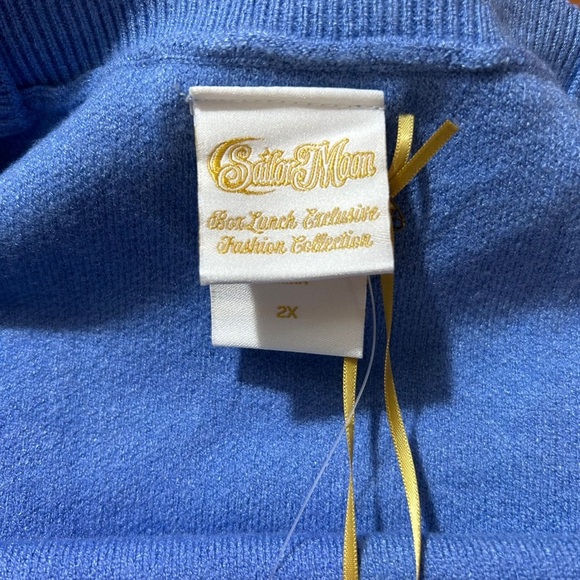 Sailor Moon
BoxLunch Exclusive
Fashion Collection
2X